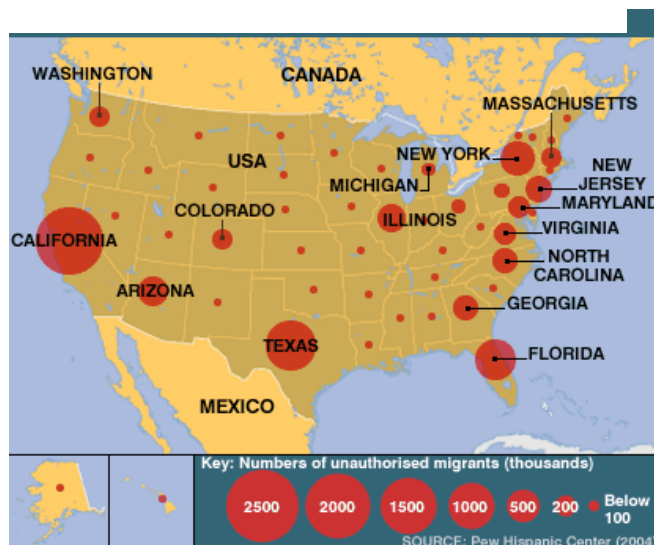 WASHINGTON
CANADA
MASSACHUSETTS
USA
NEW YORK
MICHIGAN
NEW
JERSEY
MARYLAND
COLORADO
ILLINOIS
CALIFORNIA
VIRGINIA
NORTH
CAROLINA
ARIZONA
GEORGIA
TEXAS
FLORIDA
MEXICO
Key: Numbers of unauthorised migrants (thousands)
2500 2000 1500 1000 500 200 Below
100
SOURCE: Pew Hispanic Center (2004)